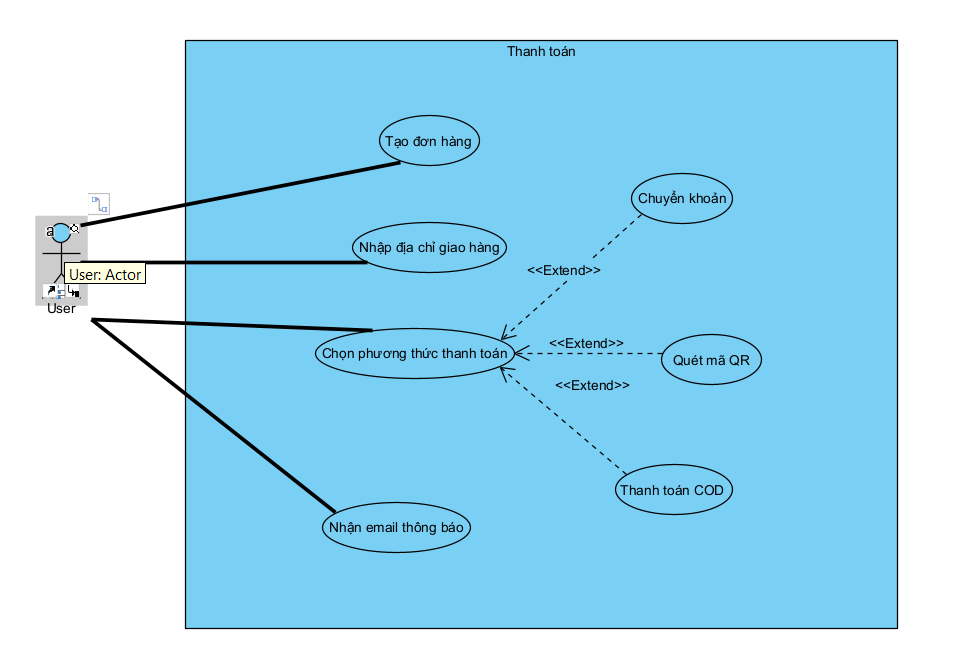 Thanh toán
Tạo đơn hàng
Chuyển khoản
a
Nhập địa chỉ giao hàng
<<Extend>>
User: Actor
User
<<Extend>>
Chọn phương thức thanh toán
Quét mã QR
<<Extend>>
Thanh toán COD
Nhận email thông báo